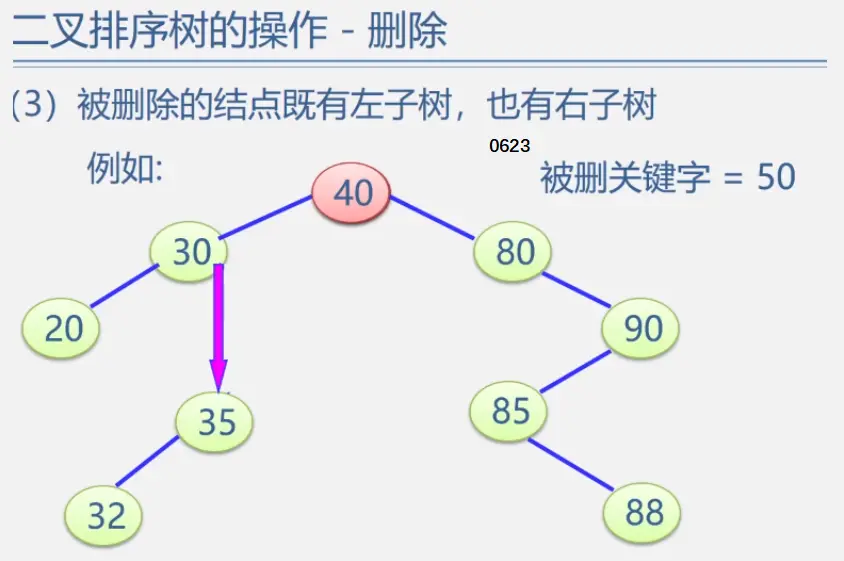 二叉排序树的操作 - 删除
(3) 被删除的结点既有左子树，也有右子树
0623
例如:
被删关键字 = 50
40
30
80
20
90
35
85
32
88